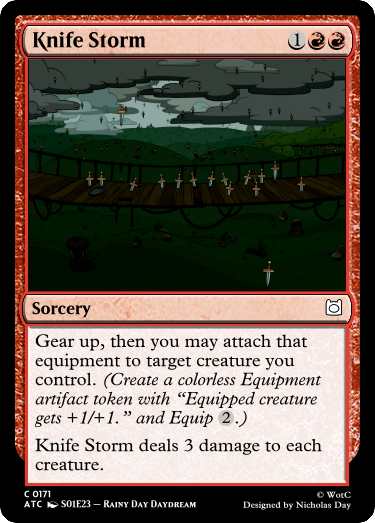 Knife Storm 1
Sorcery
Gear up, then you may attach that
equipment to target creature you
control. (Create a colorless Equipment
artifact token with “Equipped creature
gets +1/+1.” and Equip 2.)
Knife Storm deals 3 damage to each
creature.
C 0171
ATC S01E23 – Rainy Day Daydream
© WotC
Designed by Nicholas Day